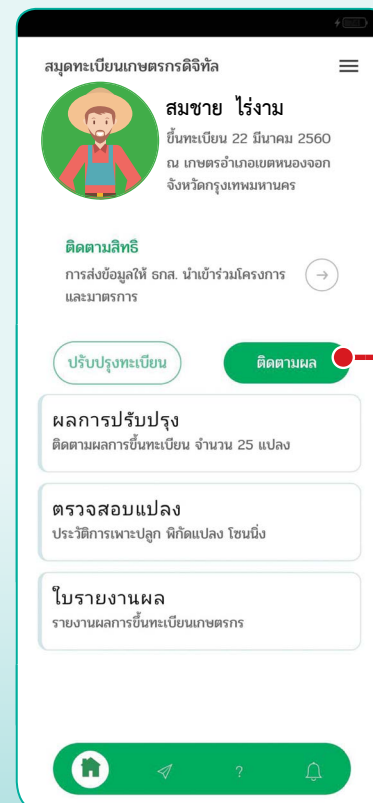 สมุดทะเบียนเกษตรกรดิจิทัล
สมชาย ไร่งาม
ขึ้นทะเบียน 22 มีนาคม 2560
ณ เกษตรอำเภอเขตหนองจอก
จังหวัดกรุงเทพมหานคร
ติดตามสิทธิ
การส่งข้อมูลให้ ธกส. นำเข้าร่วมโครงการ
และมาตรการ
ปรับปรุงทะเบียน
ติดตามผล
ผลการปรับปรุง
ติดตามผลการขึ้นทะเบียน จำนวน 25 แปลง
ตรวจสอบแปลง
ประวัติการเพาะปลูก พิกัดแปลง โซนนิ่ง
ใบรายงานผล
รายงานผลการขึ้นทะเบียนเกษตรกร
?